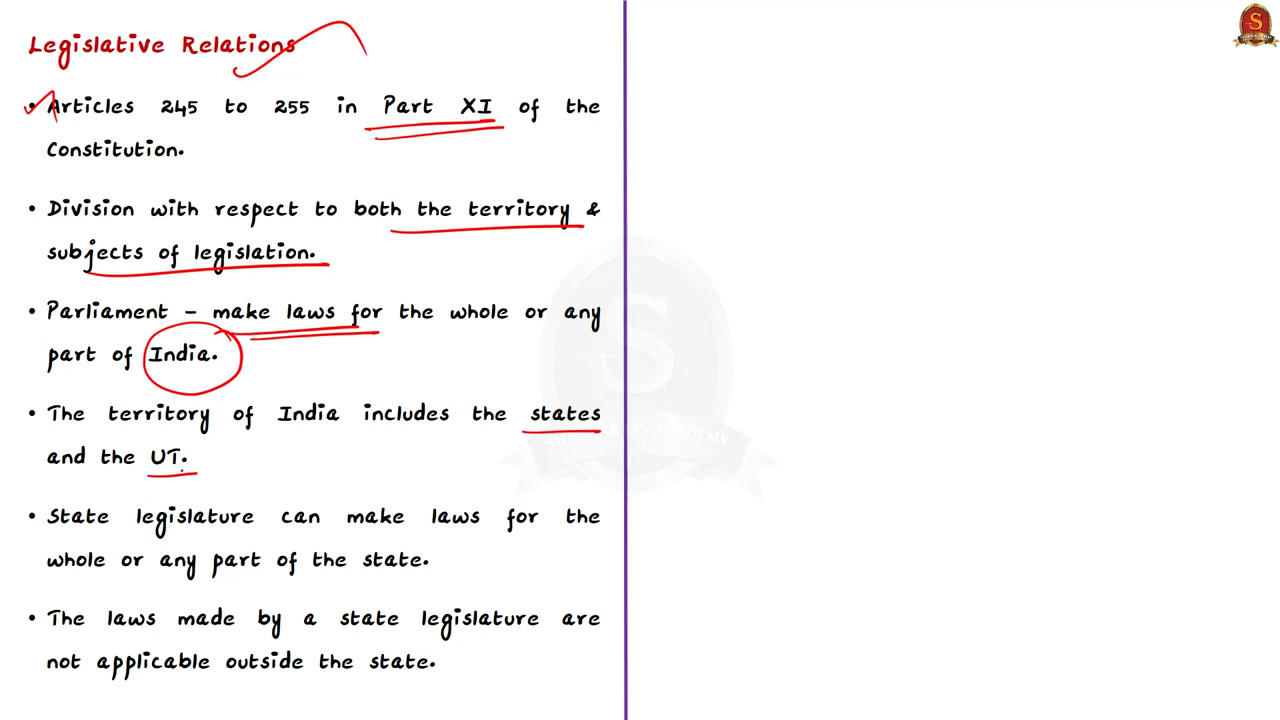 Legislative Relations
• Articles 245 to 255 in Part XI of the
Constitution.
• Division with respect to both the territory &
subjects of legislation.
• Parliament – make laws for the whole or any
part of India.
• The territory of India includes the states
and the UT.
• State legislature can make laws for the
whole or any part of the state.
• The laws made by a state legislature are
not applicable outside the state.
S
S